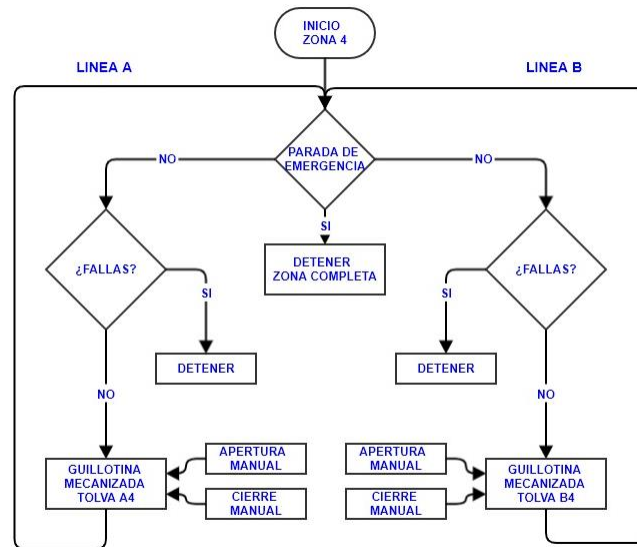 INICIO
ZONA 4
LINEA A
LINEA B
PARADA DE
EMERGENCIA
NO
NO
SI
¿FALLAS?
DETENER
ZONA COMPLETA
¿FALLAS?
SI
SI
DETENER
DETENER
NO
NO
GUILLOTINA
MECANIZADA
TOLVA A4
APERTURA
MANUAL
CIERRE
MANUAL
APERTURA
MANUAL
CIERRE
MANUAL
GUILLOTINA
MECANIZADA
TOLVA B4